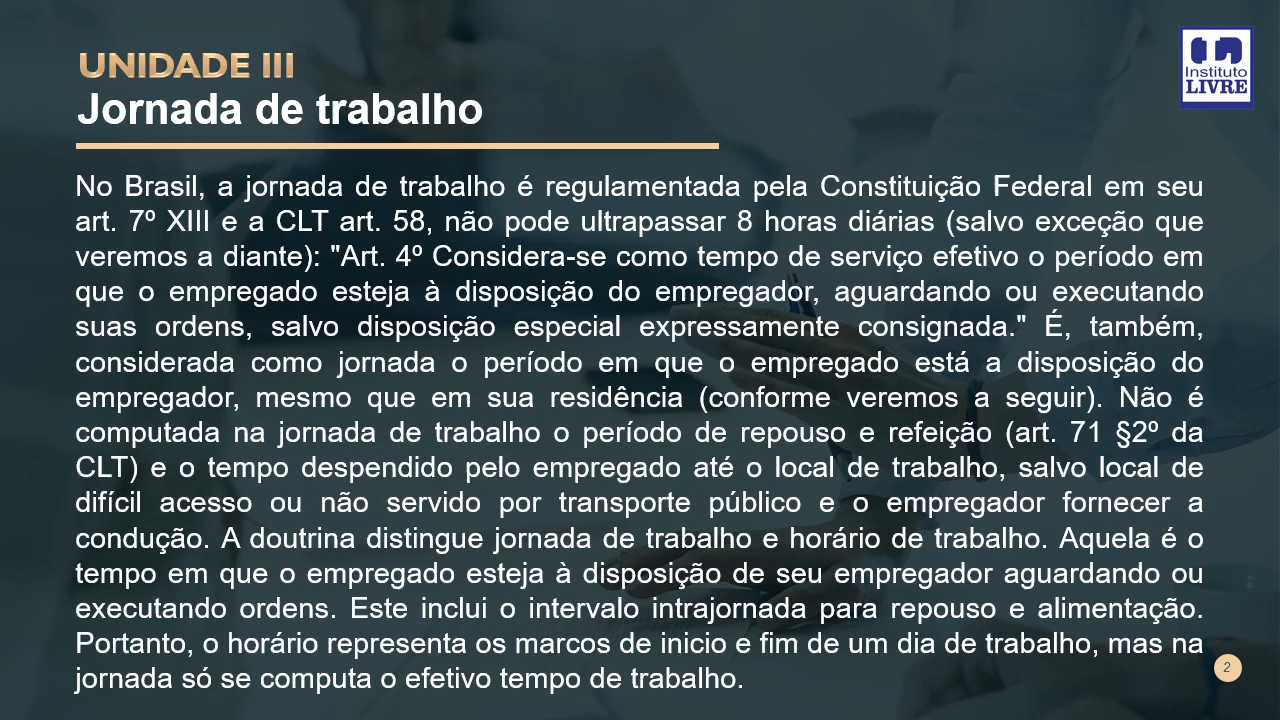 UNIDADE III
Jornada de trabalho
Instituto
LIVRE
No Brasil, a jornada de trabalho é regulamentada pela Constituição Federal em seu
art. 7º XIII e a CLT art. 58, não pode ultrapassar 8 horas diárias (salvo exceção que
veremos a diante): "Art. 4º Considera-se como tempo de serviço efetivo o período em
que o empregado esteja à disposição do empregador, aguardando ou executando
suas ordens, salvo disposição especial expressamente consignada." É, também,
considerada como jornada o período em que o empregado está a disposição do
empregador, mesmo que em sua residência (conforme veremos a seguir). Não é
computada na jornada de trabalho o período de repouso e refeição (art. 71 §2º da
CLT) e o tempo despendido pelo empregado até o local de trabalho, salvo local de
difícil acesso ou não servido por transporte público e o empregador fornecer a
condução. A doutrina distingue jornada de trabalho e horário de trabalho. Aquela é o
tempo em que o empregado esteja à disposição de seu empregador aguardando ou
executando ordens. Este inclui o intervalo intrajornada para repouso e alimentação.
Portanto, o horário representa os marcos de inicio e fim de um dia de trabalho, mas na
jornada só se computa o efetivo tempo de trabalho.
2